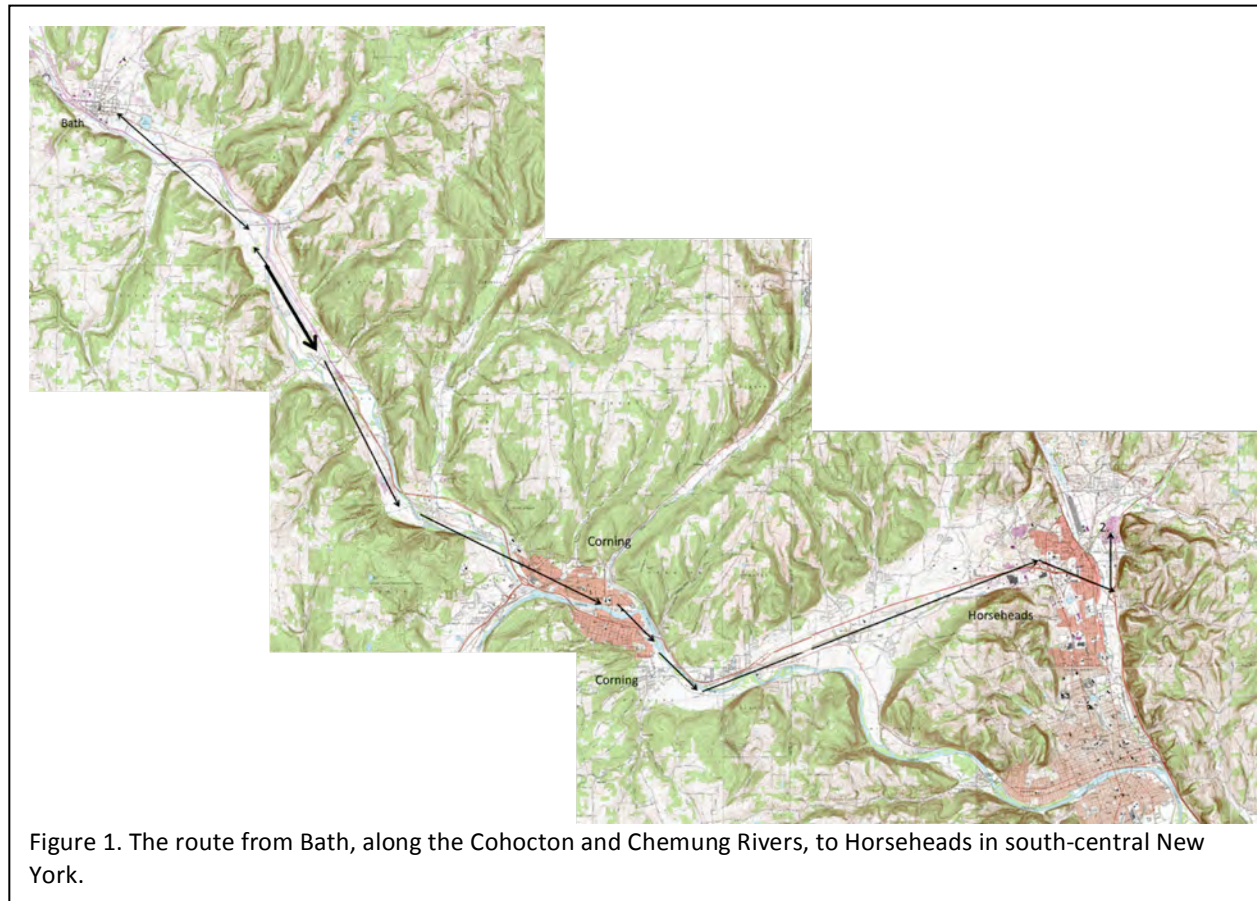 Bath
Corning
2
Horseheads
Corning
Figure 1. The route from Bath, along the Cohocton and Chemung Rivers, to Horseheads in south-central New
York.